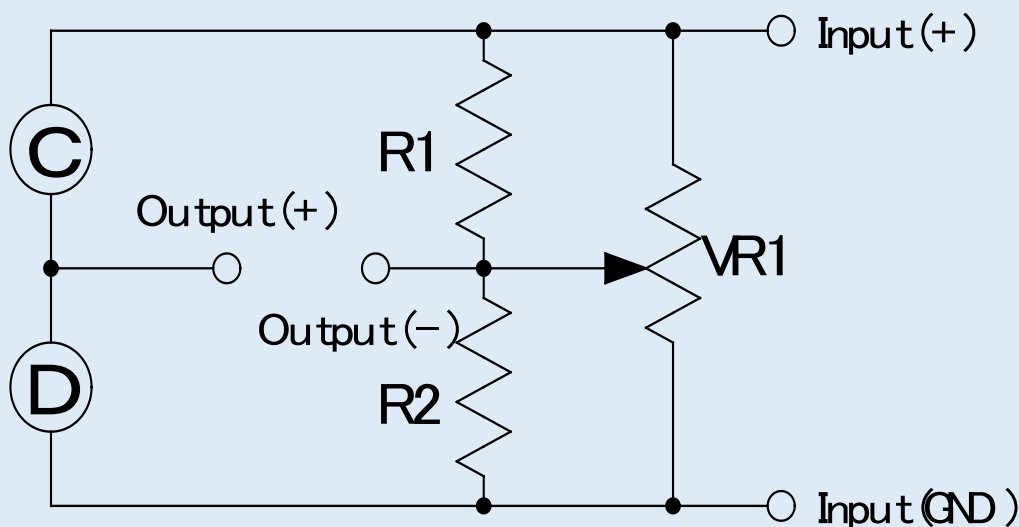 Input(+)
C
R1
Output(+)
VR1
Output(-)
D
R2
Input(GND)